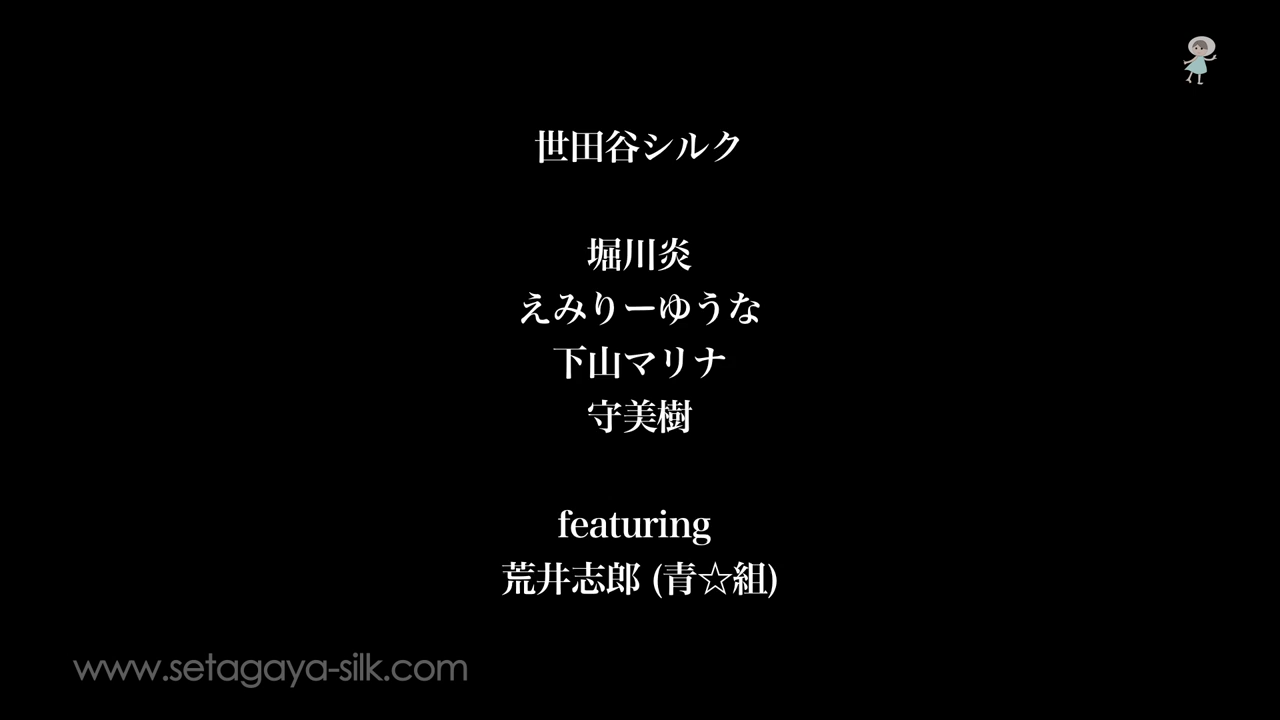 世田谷シルク
堀川炎
えみりーゆうな
下山マリナ
守美樹
featuring
荒井志郎 (青☆組)
www.setagaya-silk.com